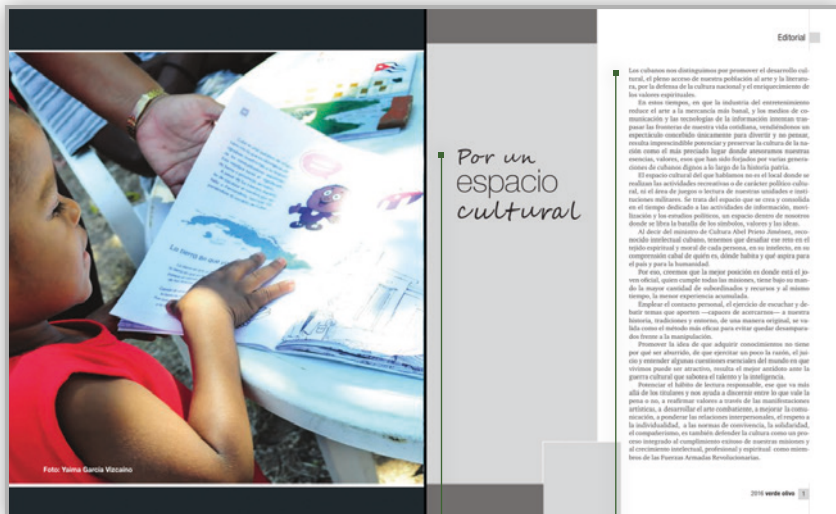 Foto: Yaima García Vizcaíno
Por un
espacio
cultural
Editorial
Los cubanos nos distinguimos por promover el desarrollo cul-
tural, el pleno acceso de nuestra población al arte y la literatu-
ra, por la defensa de la cultura nacional y el enriquecimiento de
los valores espirituales.
En estos tiempos, en que la industria del entretenimiento
reduce el arte a la mercancía más banal, y los medios de co-
municación y las tecnologías de la información intentan tras-
pasar las fronteras de nuestra vida cotidiana, vendiéndonos un
espectáculo concebido únicamente para divertir y no pensar,
resulta imprescindible potenciar y preservar la cultura de la na-
ción como el más preciado lugar donde atesoramos nuestras
esencias, valores, esos que han sido forjados por varias genera-
ciones de cubanos dignos a lo largo de la historia patria.
El espacio cultural del que hablamos no es el local donde se
realizan las actividades recreativas o de carácter político cultu-
ral, ni el área de juegos o lectura de nuestras unidades e insti-
tuciones militares. Se trata del espacio que se crea y consolida
en el tiempo dedicado a las actividades de información, movi-
lización y los estudios políticos, un espacio dentro de nosotros
donde se libra la batalla de los símbolos, valores y las ideas.
Al decir del ministro de Cultura Abel Prieto Jiménez, reco-
nocido intelectual cubano, tenemos que desafiar ese reto en el
tejido espiritual y moral de cada persona, en su intelecto, en su
comprensión cabal de quién es, dónde habita y qué aspira para
el país y para la humanidad.
Por eso, creemos que la mejor posición es donde está el jo-
ven oficial, quien cumple todas las misiones, tiene bajo su man-
do la mayor cantidad de subordinados y recursos y al mismo
tiempo, la menor experiencia acumulada.
Emplear el contacto personal, el ejercicio de escuchar y de-
batir temas que aporten —capaces de acercarnos— a nuestra
historia, tradiciones y entorno, de una manera original, se va-
lida como el método más eficaz para evitar quedar desampara-
dos frente a la manipulación.
Promover la idea de que adquirir conocimientos no tiene
por qué ser aburrido, de que ejercitar un poco la razón, el jui-
cio y entender algunas cuestiones esenciales del mundo en que
vivimos puede ser atractivo, resulta el mejor antídoto ante la
guerra cultural que sabotea el talento y la inteligencia.
Potenciar el hábito de lectura responsable, ese que va más
allá de los titulares y nos ayuda a discernir entre lo que vale la
pena o no, a reafirmar valores a través de las manifestaciones
artísticas, a desarrollar el arte combatiente, a mejorar la comu-
nicación, a ponderar las relaciones interpersonales, el respeto a
la individualidad, a las normas de convivencia, la solidaridad,
el compañerismo, es también defender la cultura como un pro-
ceso integrado al cumplimiento exitoso de nuestras misiones y
al crecimiento intelectual, profesional y espiritual como miem-
bros de las Fuerzas Armadas Revolucionarias.
2016 verde olivo 1